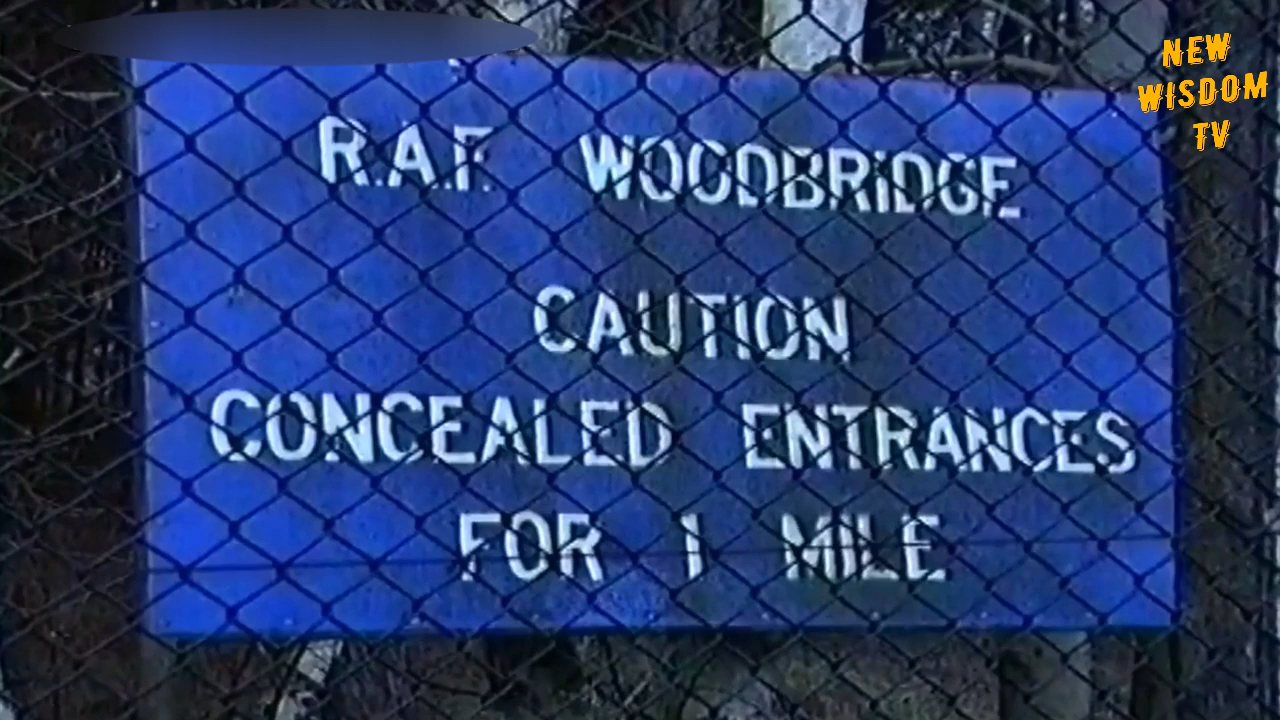 R.A.F. WOODBRIDGE
CAUTION
CONCEALED ENTRANCES
FOR 1 MILE
NEW
WISDOM
TV